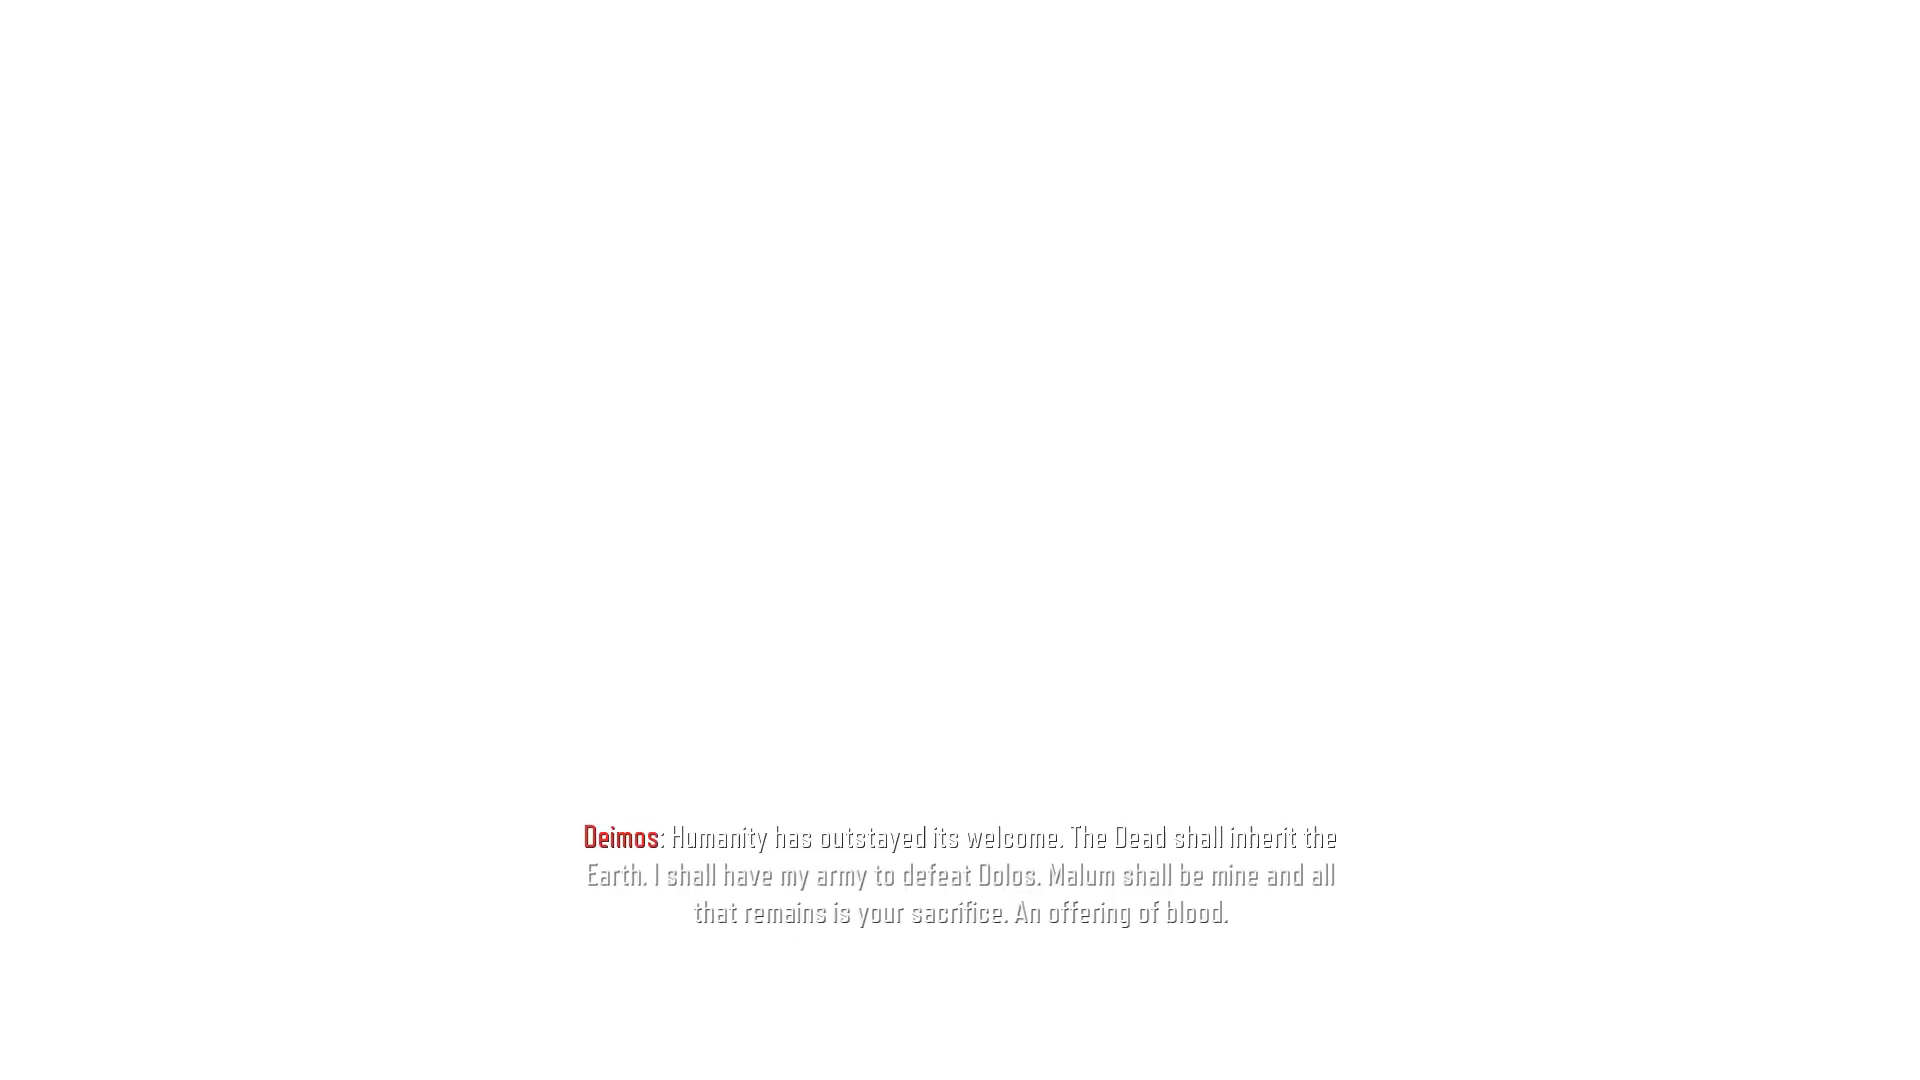 Deimos: Humanity has outstayed its welcome. The Dead shall inherit the
Earth. I shall have my army to defeat Dolos. Malum shall be mine and all
that remains is your sacrifice. An offering of blood.